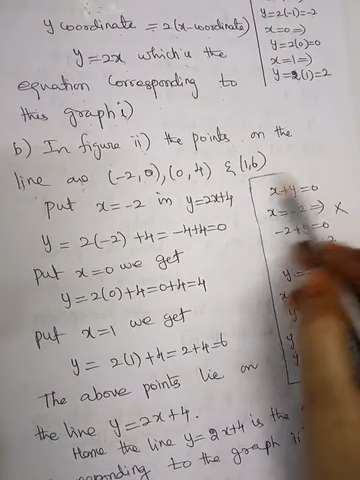 y coordinate = 2(x-coordinate)
y=2x which is the
equation corresponding to
this graph i)
y=2(-1)=-2
x=0 =)
y=2(0)=0
x=1 =)
y=2(1)=2
b) In figure ii) the points on the
line are (-2,0),(0,4) & (1,6)
put x=-2 in y=2x+4
y = 2(-2)+4=-4+4=0
put x=0 we get
y=2(0)+4=0+4=4
put x=1 we get
y= 2(1)+4=2+4=6
The above points lie on
the line y=2x+4.
Hence the line y=2x+4 is the
to the graph ii
x+y=0
x=-2 =) X